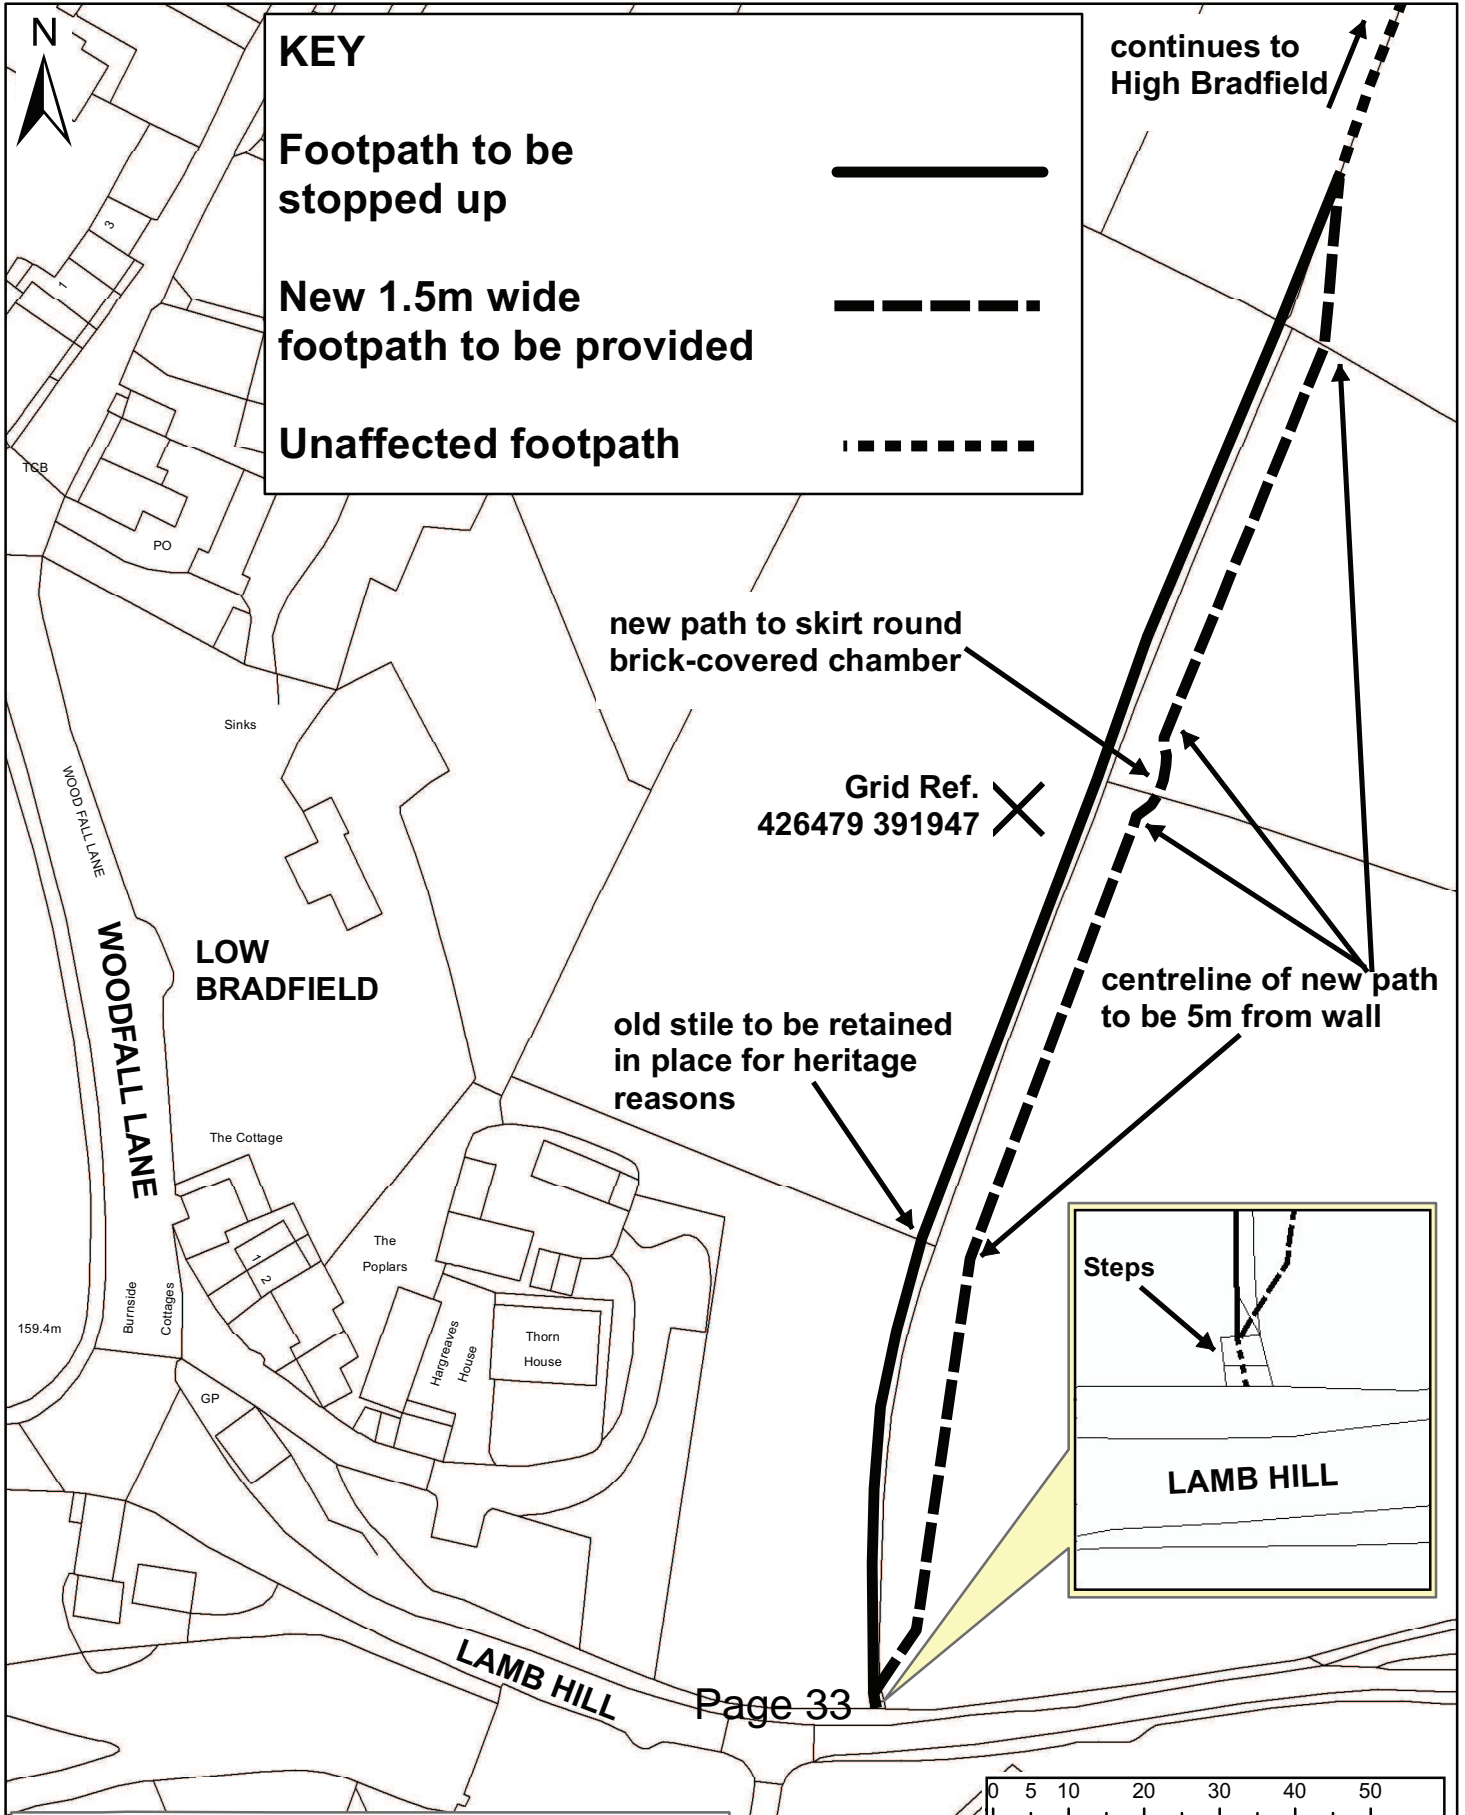 N
KEY
Footpath to be
stopped up
New 1.5m wide
footpath to be provided
Unaffected footpath
continues to
High Bradfield
3
1
TCB
PO
new path to skirt round
brick-covered chamber
Sinks
WOOD FALL LANE
Grid Ref.
426479 391947
WOODFALL LANE
LOW
BRADFIELD
centreline of new path
to be 5m from wall
old stile to be retained
in place for heritage
reasons
The Cottage
1
2
The
Poplars
Burnside
Cottages
159.4m
Hargreaves
House
Thorn
House
GP
Steps
LAMB HILL
LAMB HILL
Page 33
0 5 10 20 30 40 50